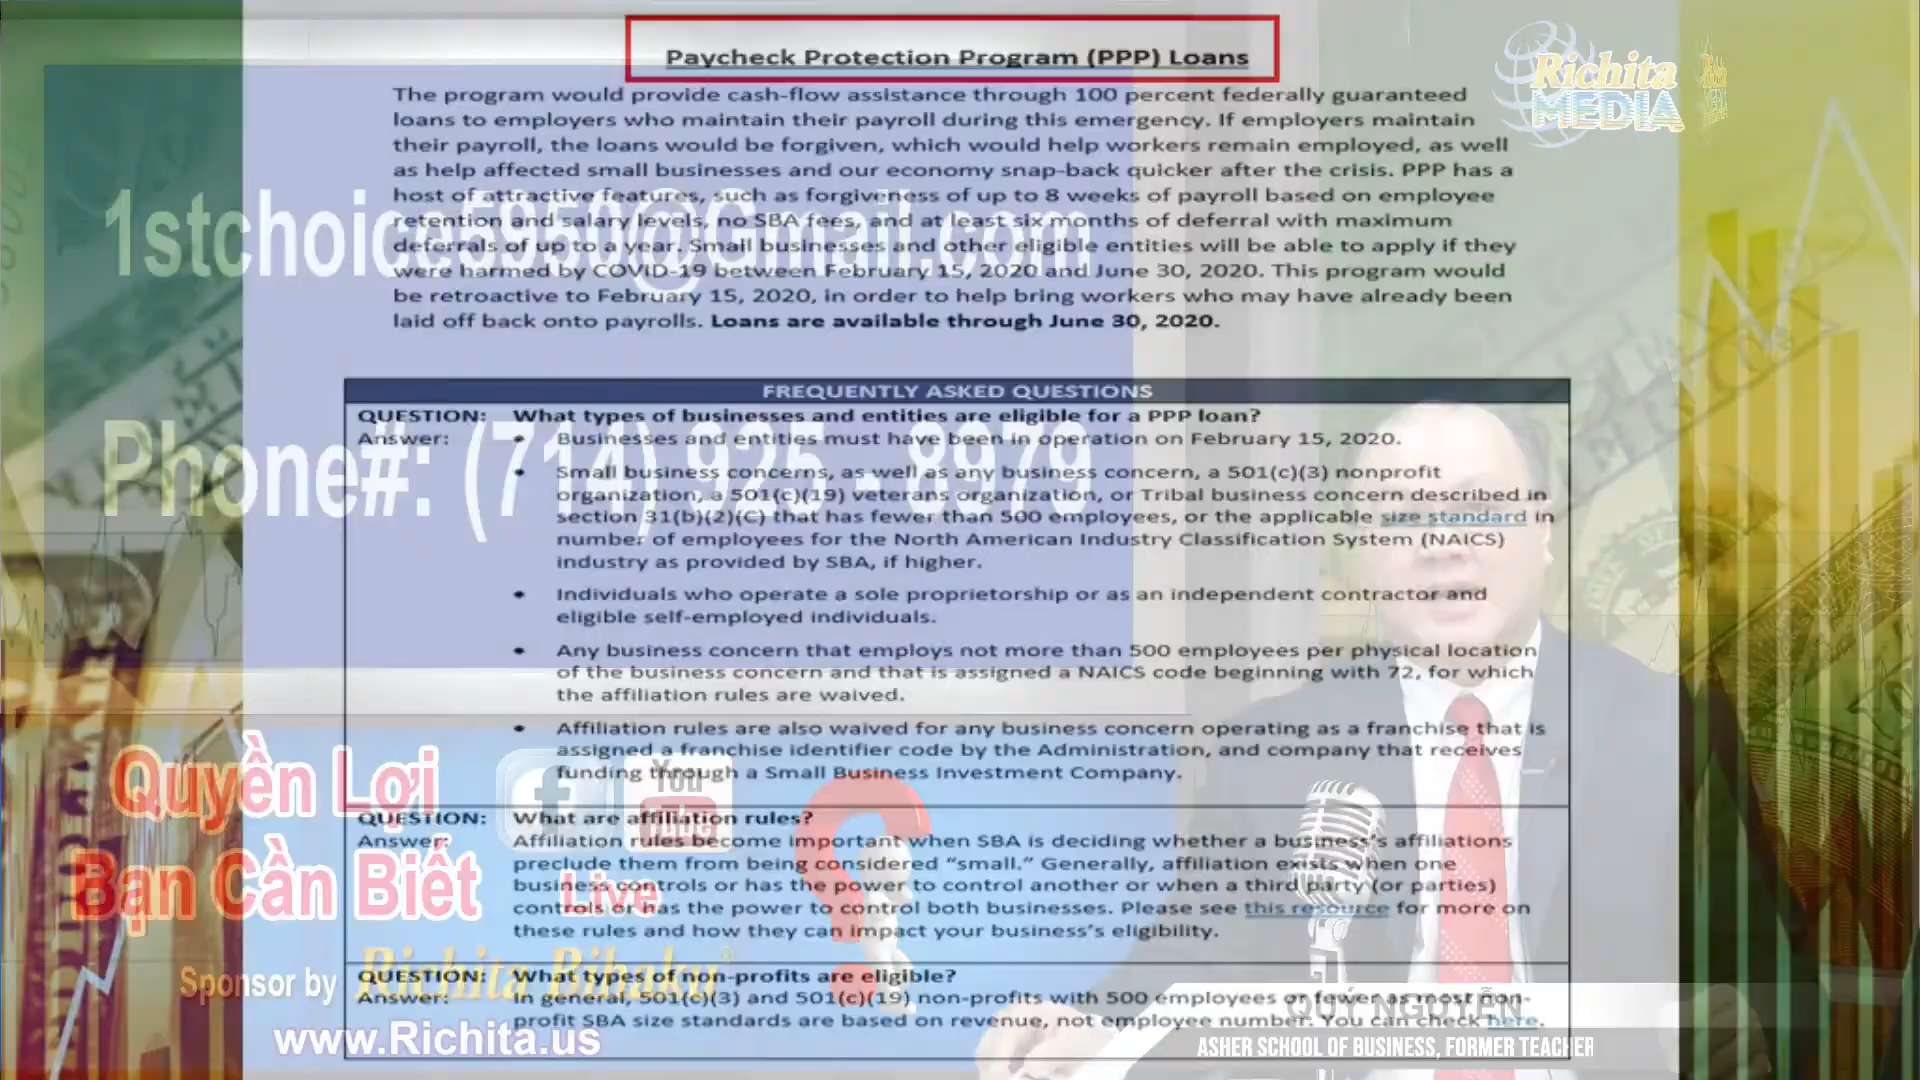 Paycheck Protection Program (PPP) Loans
The program would provide cash-flow assistance through 100 percent federally guaranteed
loans to employers who maintain their payroll during this emergency. If employers maintain
their payroll, the loans would be forgiven, which would help workers remain employed, as well
as help affected small businesses and our economy snap-back quicker after the crisis. PPP has a
host of attractive features, such as forgiveness of up to 8 weeks of payroll based on employee
retention and salary levels, no SBA fees, and at least six months of deferral with maximum
deferrals of up to a year. Small businesses and other eligible entities will be able to apply if they
were harmed by COVID-19 between February 15, 2020 and June 30, 2020. This program would
be retroactive to February 15, 2020, in order to help bring workers who may have already been
laid off back onto payrolls. Loans are available through June 30, 2020.
Richita
MEDIA
1stchoice5950@Gmail.com
Phone#: (714) 925 - 8979
FREQUENTLY ASKED QUESTIONS
QUESTION: What types of businesses and entities are eligible for a PPP loan?
Answer: • Businesses and entities must have been in operation on February 15, 2020.
• Small business concerns, as well as any business concern, a 501(c)(3) nonprofit
organization, a 501(c)(19) veterans organization, or Tribal business concern described in
section 31(b)(2)(C) that has fewer than 500 employees, or the applicable size standard in
number of employees for the North American Industry Classification System (NAICS)
industry as provided by SBA, if higher.
• Individuals who operate a sole proprietorship or as an independent contractor and
eligible self-employed individuals.
• Any business concern that employs not more than 500 employees per physical location
of the business concern and that is assigned a NAICS code beginning with 72, for which
the affiliation rules are waived.
• Affiliation rules are also waived for any business concern operating as a franchise that is
assigned a franchise identifier code by the Administration, and company that receives
funding through a Small Business Investment Company.
QUESTION: What are affiliation rules?
Answer: Affiliation rules become important when SBA is deciding whether a business's affiliations
preclude them from being considered “small.” Generally, affiliation exists when one
business controls or has the power to control another or when a third party (or parties)
controls or has the power to control both businesses. Please see this resource for more on
these rules and how they can impact your business's eligibility.
QUESTION: What types of non-profits are eligible?
Answer: In general, 501(c)(3) and 501(c)(19) non-profits with 500 employees or fewer as most non-
profit SBA size standards are based on revenue, not employee number. You can check here.
Quyền Lợi
Bạn Cần Biết
You
Tube
Live
Sponsor by Richita Bihaku
www.Richita.us
QUÝ NGUYỄN
ASHER SCHOOL OF BUSINESS, FORMER TEACHER